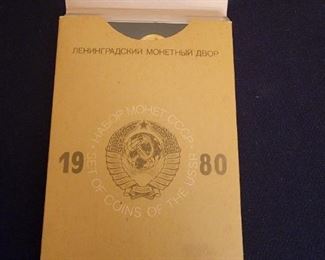 ЛЕНИНГРАДСКИЙ МОНЕТНЫЙ ДВОР
· НАБОР МОНЕТ СССР ·
19 80
SET OF COINS OF THE USSR